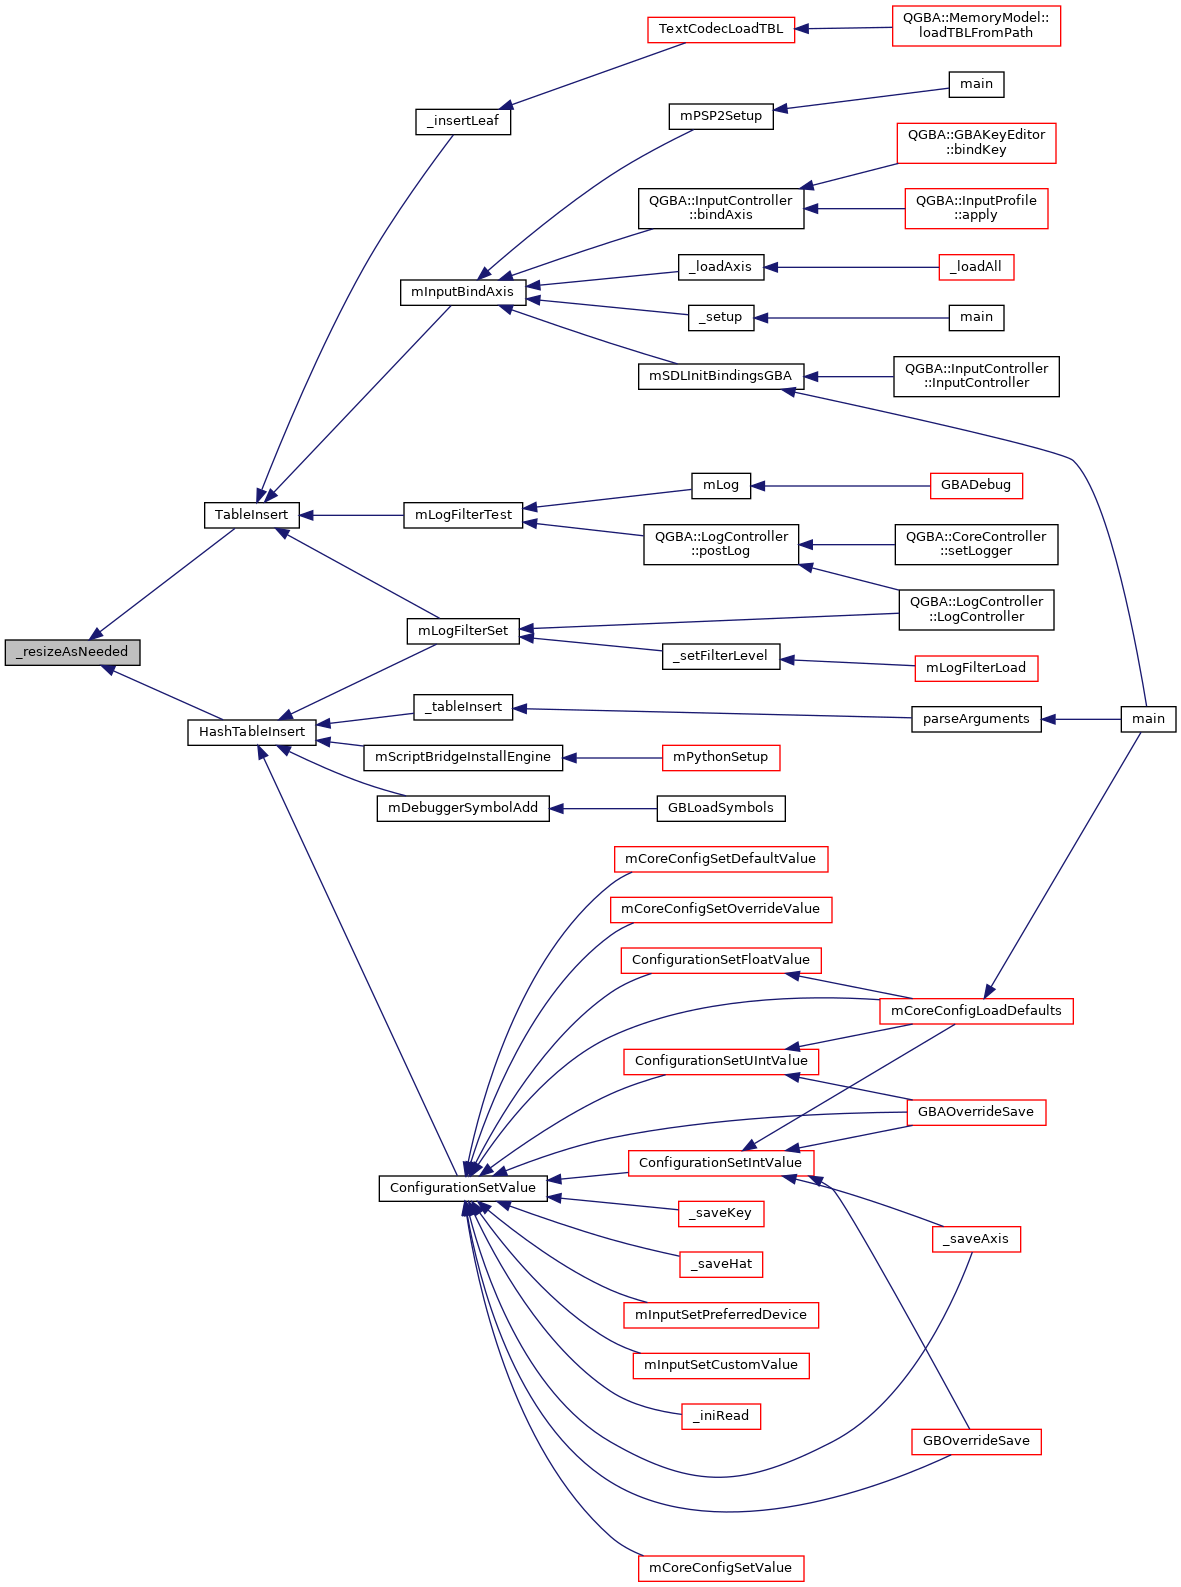 TextCodecLoadTBL
QGBA::MemoryModel::
loadTBLFromPath
main
_insertLeaf
mPSP2Setup
QGBA::GBAKeyEditor
::bindKey
QGBA::InputController
::bindAxis
QGBA::InputProfile
::apply
_loadAxis
_loadAll
mInputBindAxis
_setup
main
mSDLInitBindingsGBA
QGBA::InputController
::InputController
mLog
GBADebug
TableInsert
mLogFilterTest
QGBA::LogController
::postLog
QGBA::CoreController
::setLogger
QGBA::LogController
::LogController
mLogFilterSet
_resizeAsNeeded
_setFilterLevel
mLogFilterLoad
_tableInsert
parseArguments
main
HashTableInsert
mScriptBridgeInstallEngine
mPythonSetup
mDebuggerSymbolAdd
GBLoadSymbols
mCoreConfigSetDefaultValue
mCoreConfigSetOverrideValue
ConfigurationSetFloatValue
mCoreConfigLoadDefaults
ConfigurationSetUIntValue
GBAOverrideSave
ConfigurationSetIntValue
ConfigurationSetValue
_saveKey
_saveAxis
_saveHat
mInputSetPreferredDevice
mInputSetCustomValue
_iniRead
GBOverrideSave
mCoreConfigSetValue